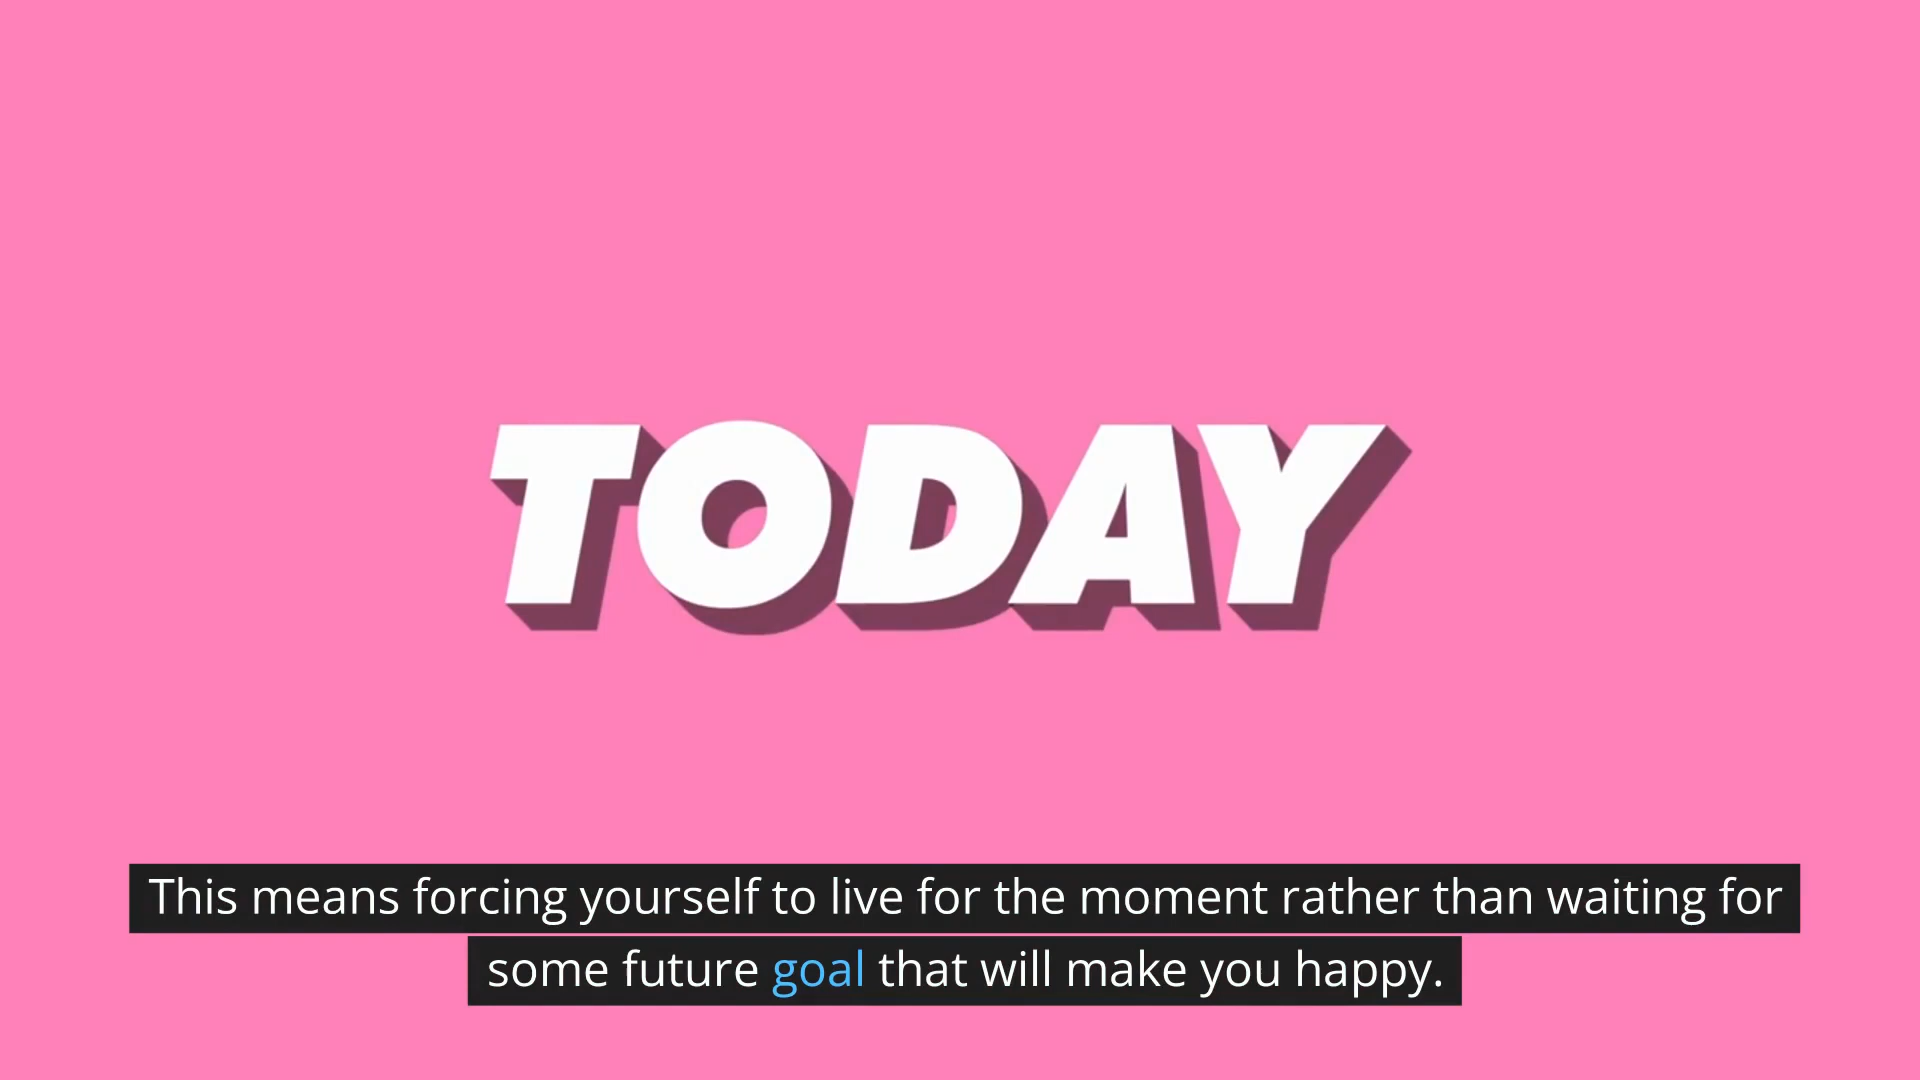 TODAY
This means forcing yourself to live for the moment rather than waiting for
some future goal that will make you happy.